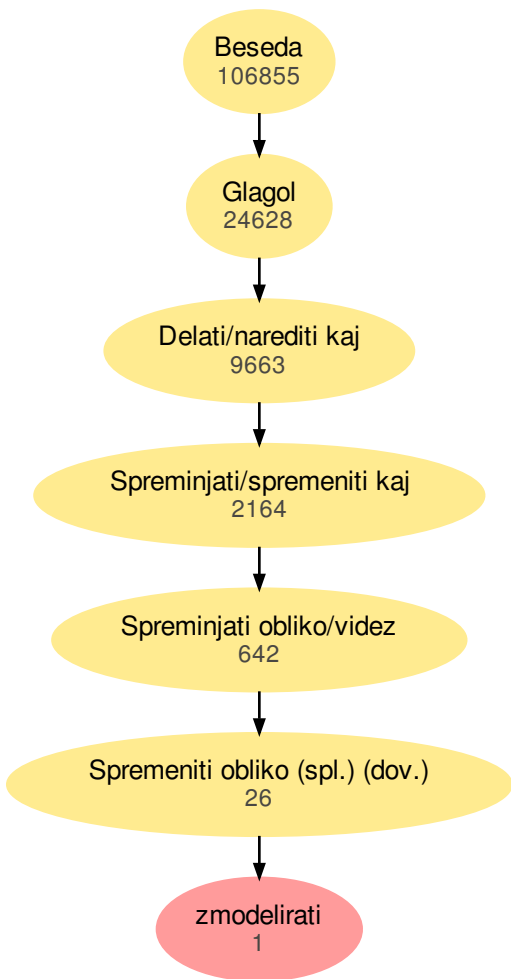 Beseda
106855
Glagol
24628
Delati/narediti kaj
9663
Spreminjati/spremeniti kaj
2164
Spreminjati obliko/videz
642
Spremeniti obliko (spl.) (dov.)
26
zmodelirati
1